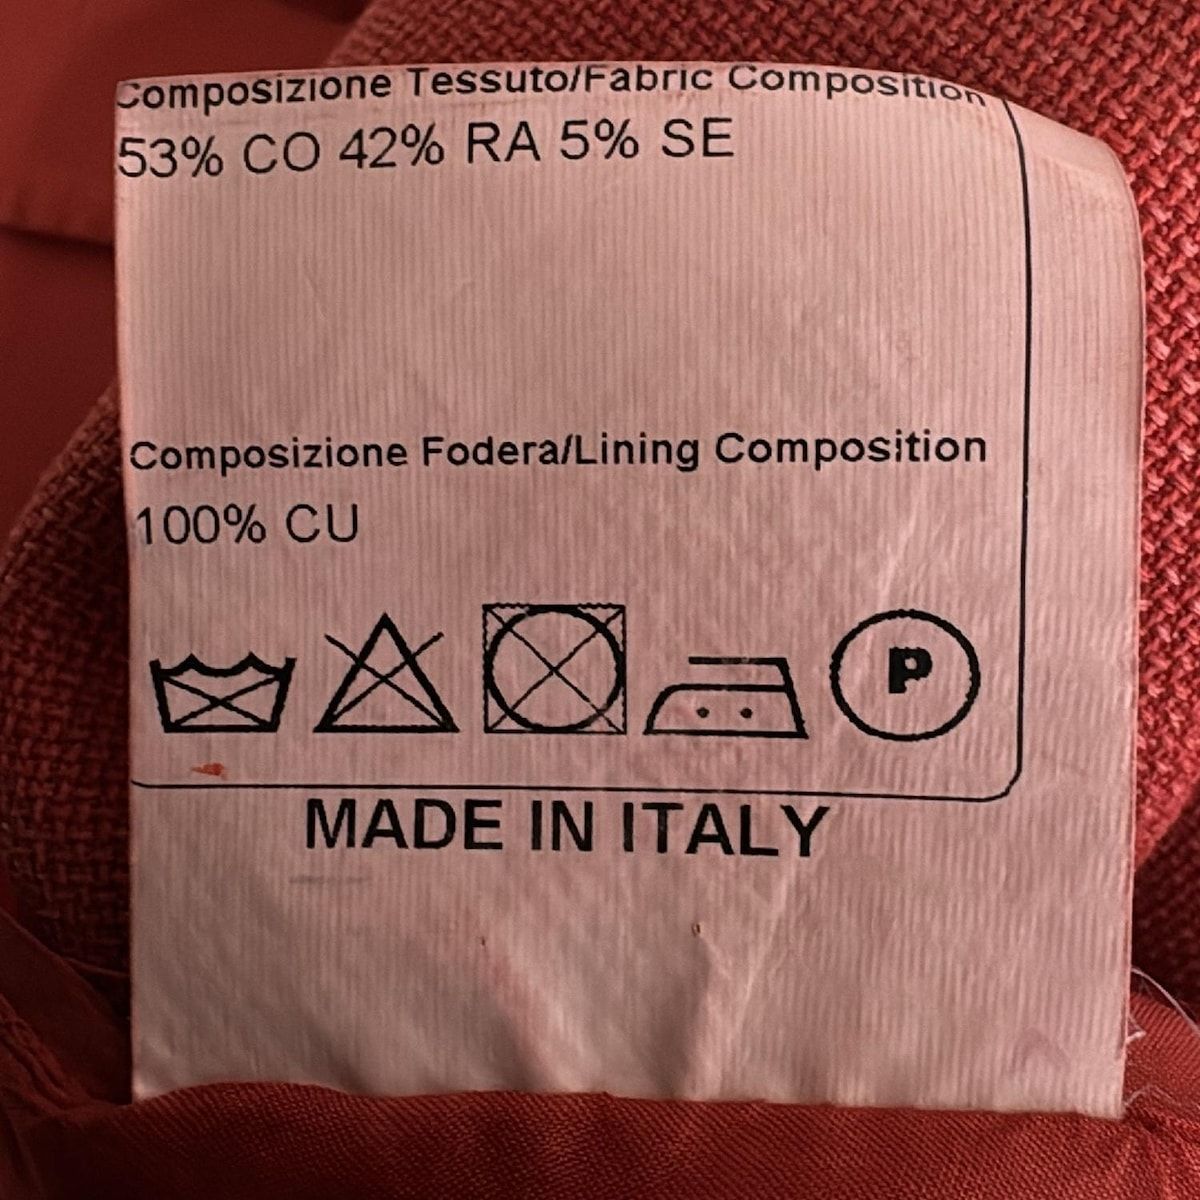 Composizione Tessuto/Fabric Composition
53% CO 42% RA 5% SE
Composizione Fodera/Lining Composition
100% CU
P
MADE IN ITALY